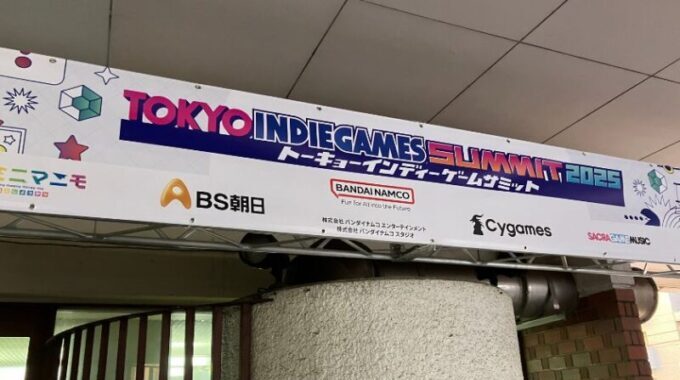 TOKYO INDIE GAMES SUMMIT 2025
トーキョーインディーゲームサミット
モニマニモ
BS朝日
BANDAI NAMCO
Fun for All into the Future
株式会社 バンダイナムコエンターテインメント
株式会社 バンダイナムコスタジオ
Cygames
SACRA GAME MUSIC